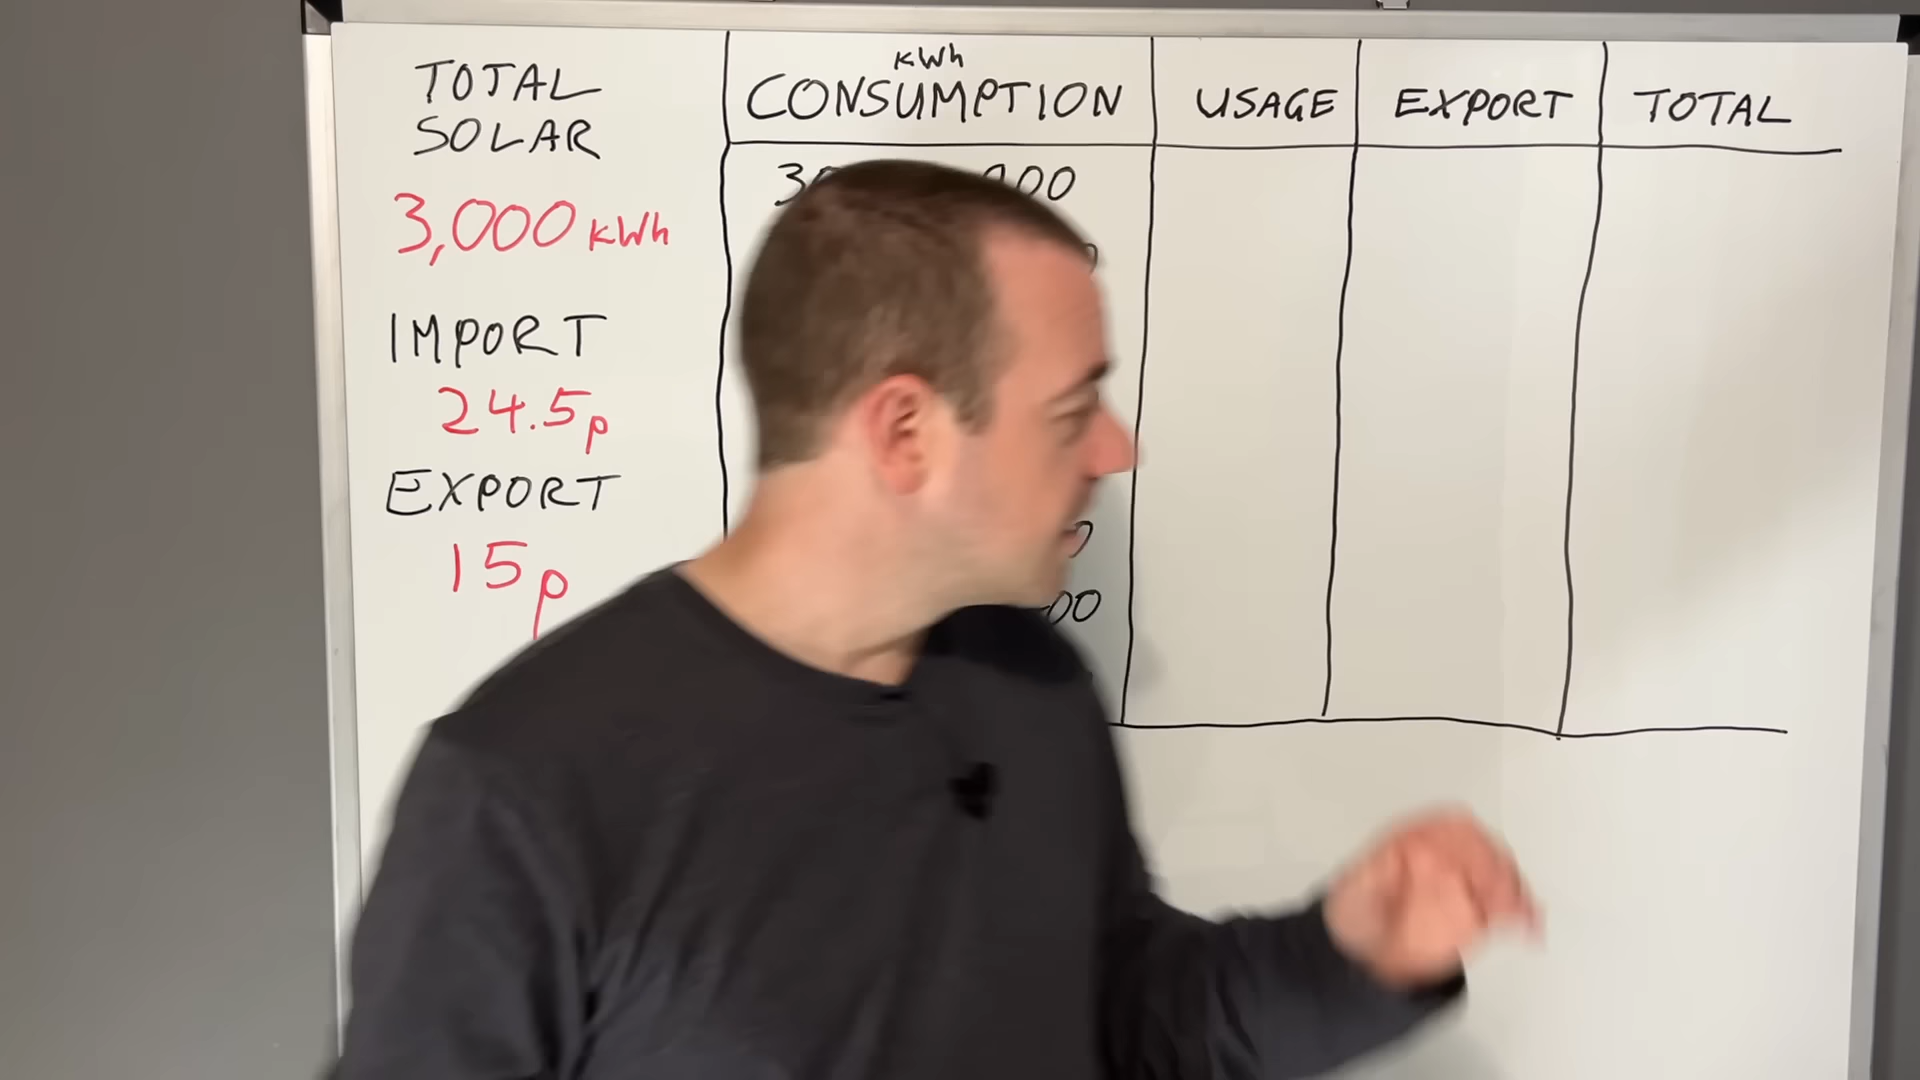 TOTAL
SOLAR
3,000 kWh
IMPORT
24.5p
EXPORT
15p
kWh
CONSUMPTION
USAGE
EXPORT
TOTAL